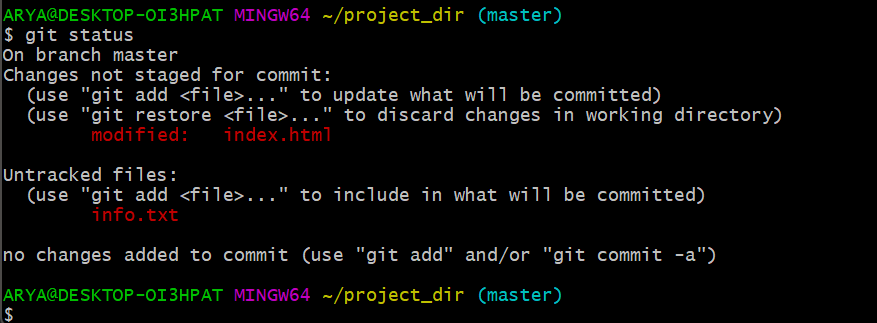 ARYA@DESKTOP-OI3HPAT MINGW64 ~/project_dir (master)
$ git status
On branch master
Changes not staged for commit:
  (use "git add <file>..." to update what will be committed)
  (use "git restore <file>..." to discard changes in working directory)
        modified:   index.html

Untracked files:
  (use "git add <file>..." to include in what will be committed)
        info.txt

no changes added to commit (use "git add" and/or "git commit -a")

ARYA@DESKTOP-OI3HPAT MINGW64 ~/project_dir (master)
$